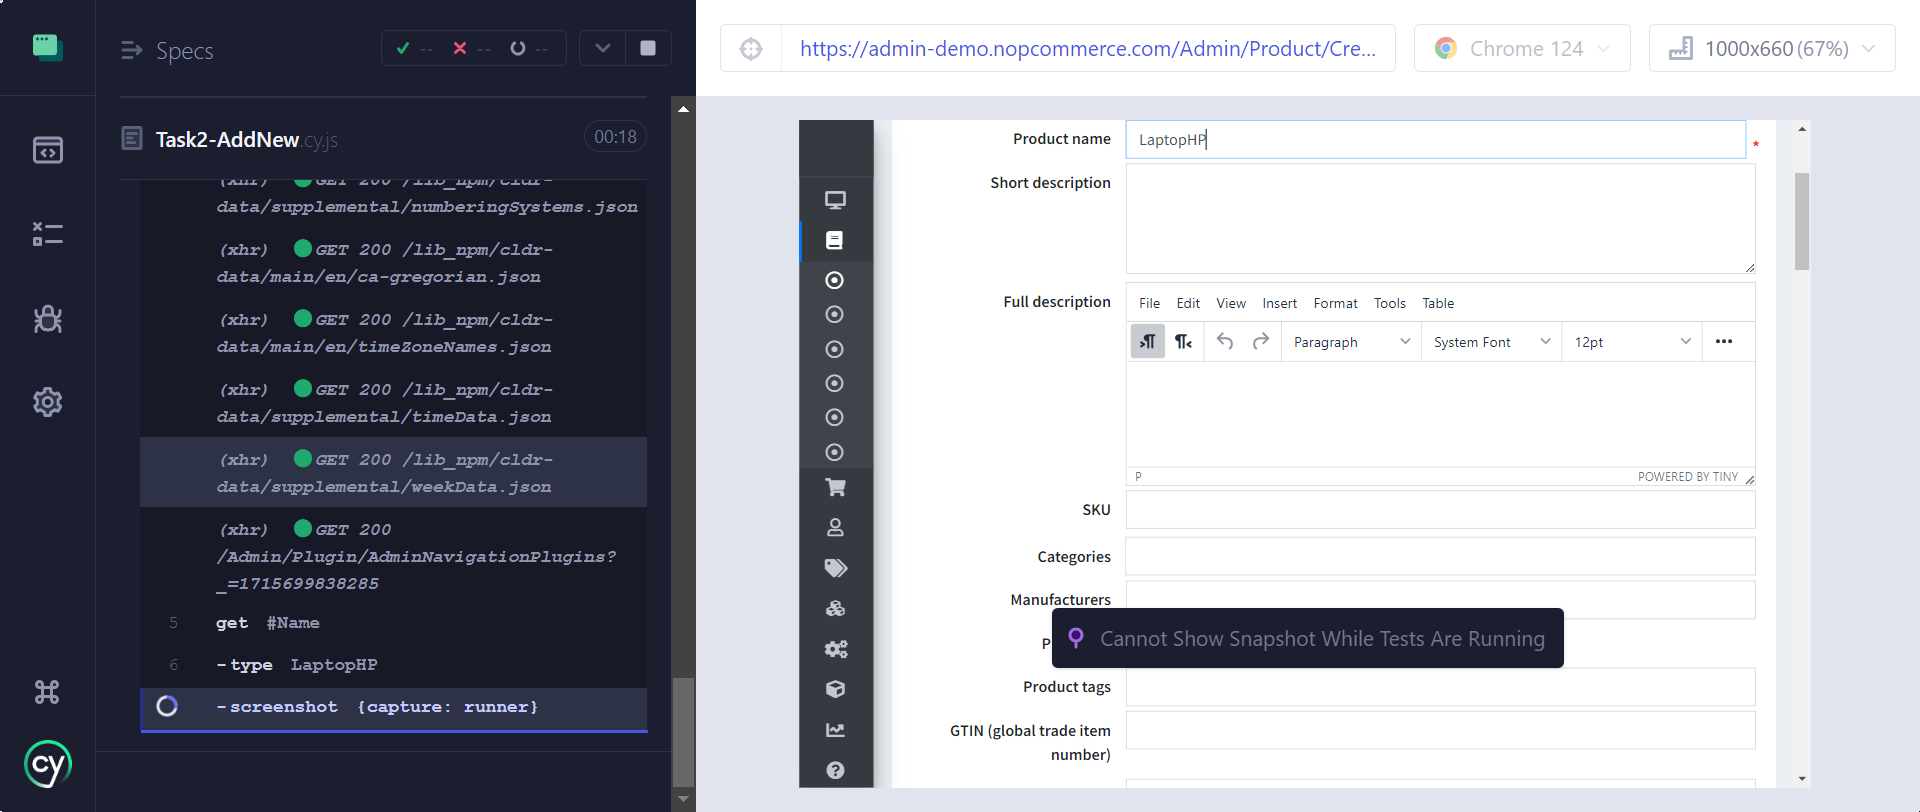 Specs
--
--
--
https://admin-demo.nopcommerce.com/Admin/Product/Cre...
Chrome 124
1000x660 (67%)
Task2-AddNew.cy.js
00:18
(xhr) GET 200 /lib_npm/cldr-
data/supplemental/numberingSystems.json
(xhr) GET 200 /lib_npm/cldr-
data/main/en/ca-gregorian.json
(xhr) GET 200 /lib_npm/cldr-
data/main/en/timeZoneNames.json
(xhr) GET 200 /lib_npm/cldr-
data/supplemental/timeData.json
(xhr) GET 200 /lib_npm/cldr-
data/supplemental/weekData.json
(xhr) GET 200
/Admin/Plugin/AdminNavigationPlugins?
_=1715699838285
5 get #Name
6 -type LaptopHP
-screenshot {capture: runner}
cy
Product name
LaptopHP
*
Short description
Full description
File Edit View Insert Format Tools Table
Paragraph
System Font
12pt
P
POWERED BY TINY
SKU
Categories
Manufacturers
P
Cannot Show Snapshot While Tests Are Running
Product tags
GTIN (global trade item
number)